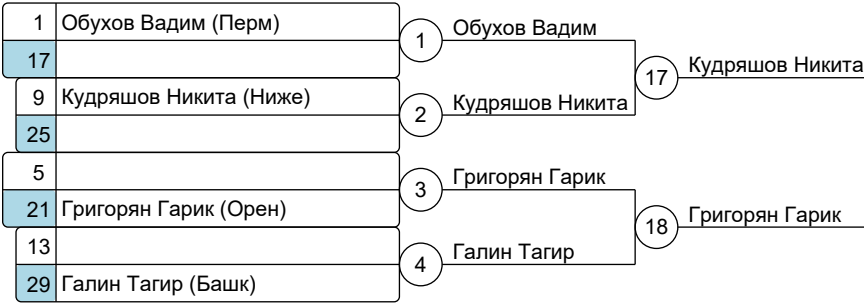 1 Обухов Вадим (Перм)
17
1 Обухов Вадим
9 Кудряшов Никита (Ниже)
25
2 Кудряшов Никита
17 Кудряшов Никита
5
21 Григорян Гарик (Орен)
3 Григорян Гарик
13
29 Галин Тагир (Башк)
4 Галин Тагир
18 Григорян Гарик